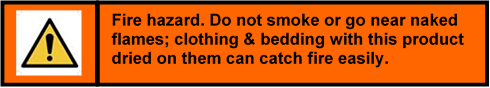 Fire hazard. Do not smoke or go near naked
flames; clothing & bedding with this product
dried on them can catch fire easily.